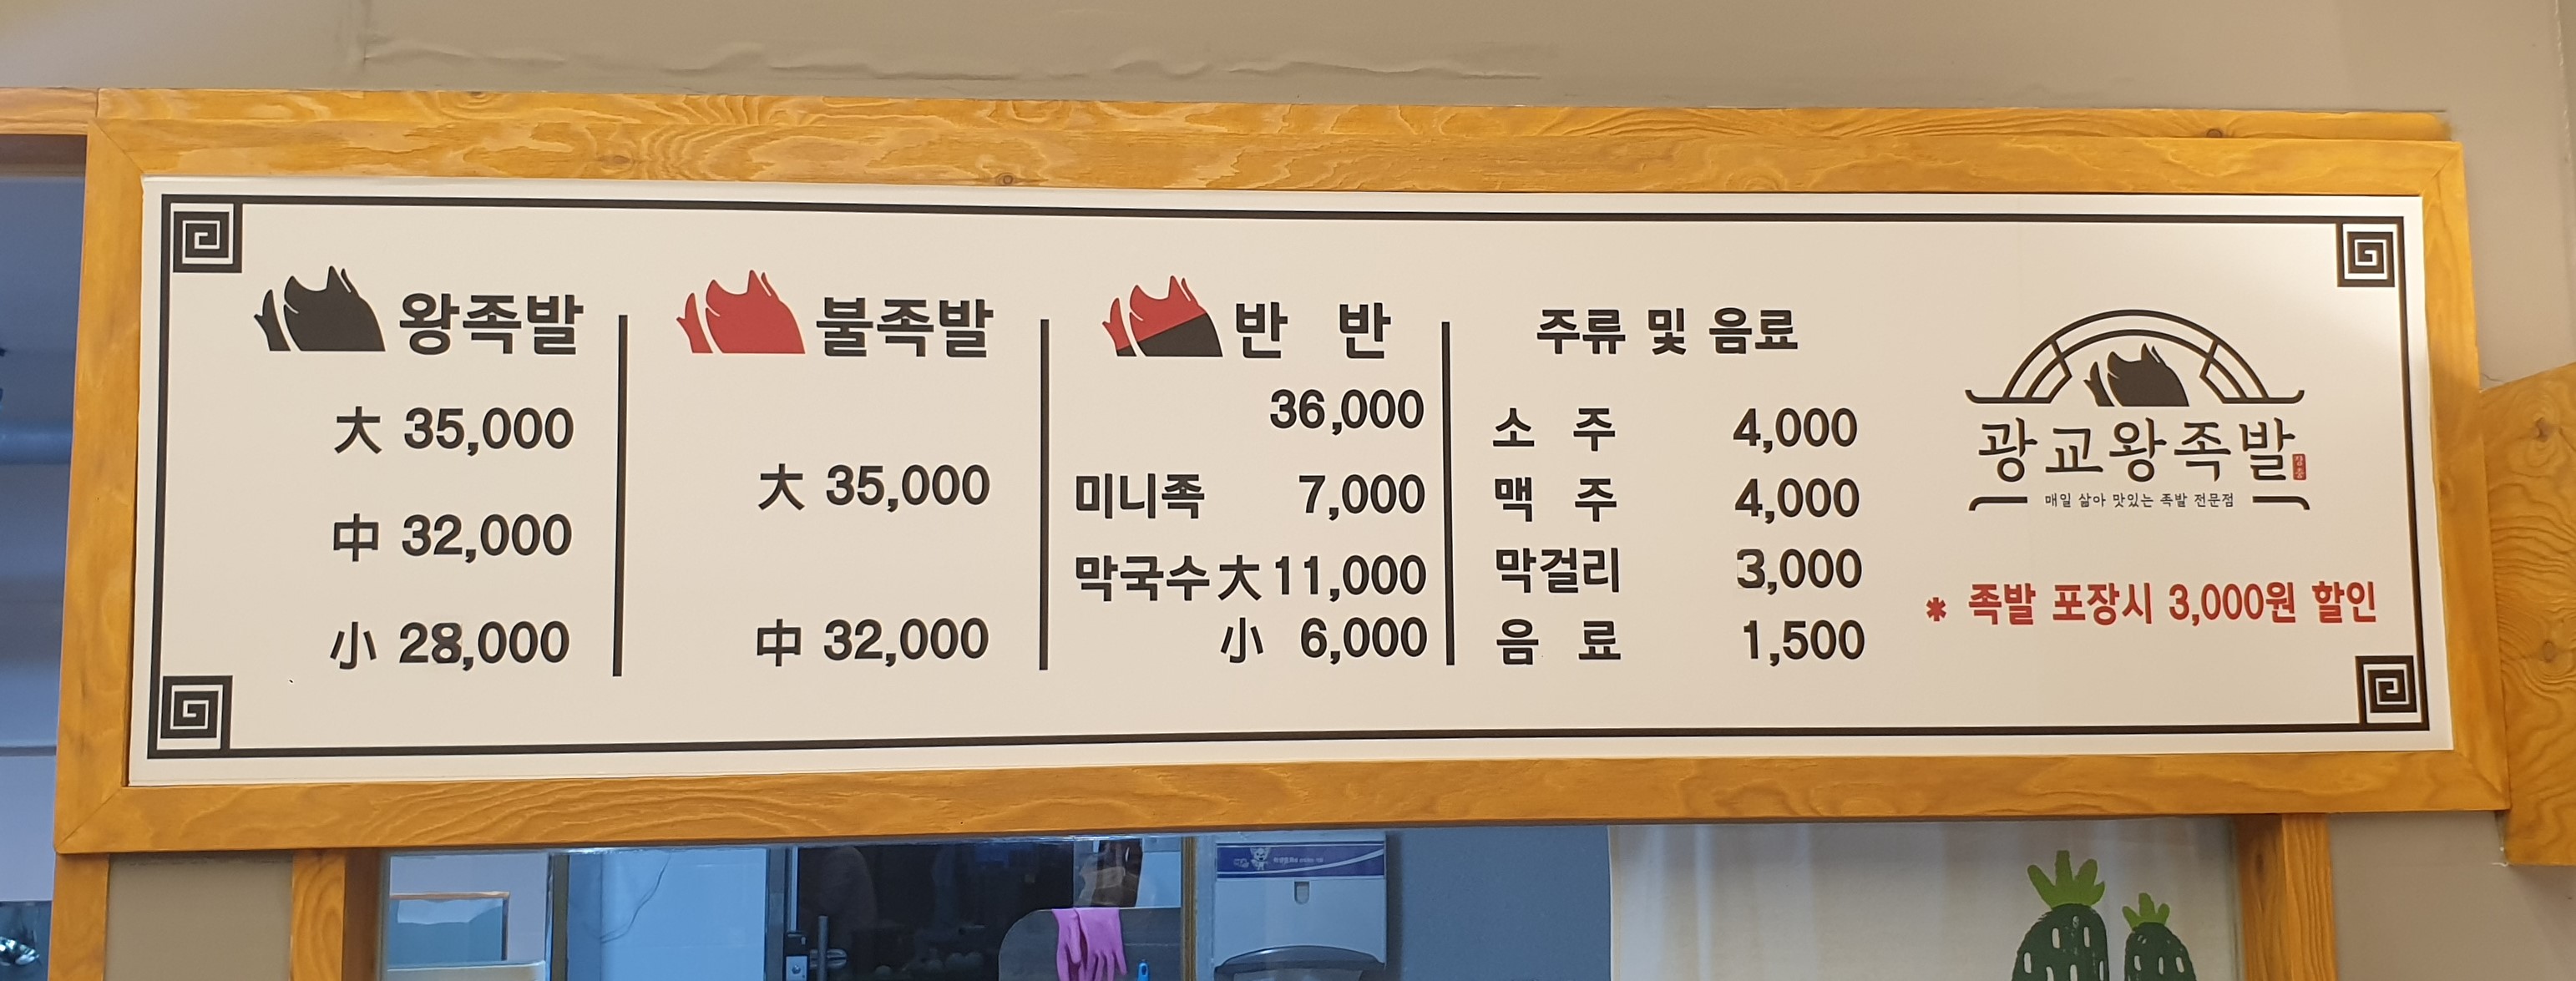 왕족발
大 35,000
中 32,000
小 28,000
불족발
大 35,000
中 32,000
반 반
36,000
미니족 7,000
막국수 大 11,000
小 6,000
주류 및 음료
소 주 4,000
맥 주 4,000
막걸리 3,000
음 료 1,500
광교왕족발
매일 삶아 맛있는 족발 전문점
* 족발 포장시 3,000원 할인